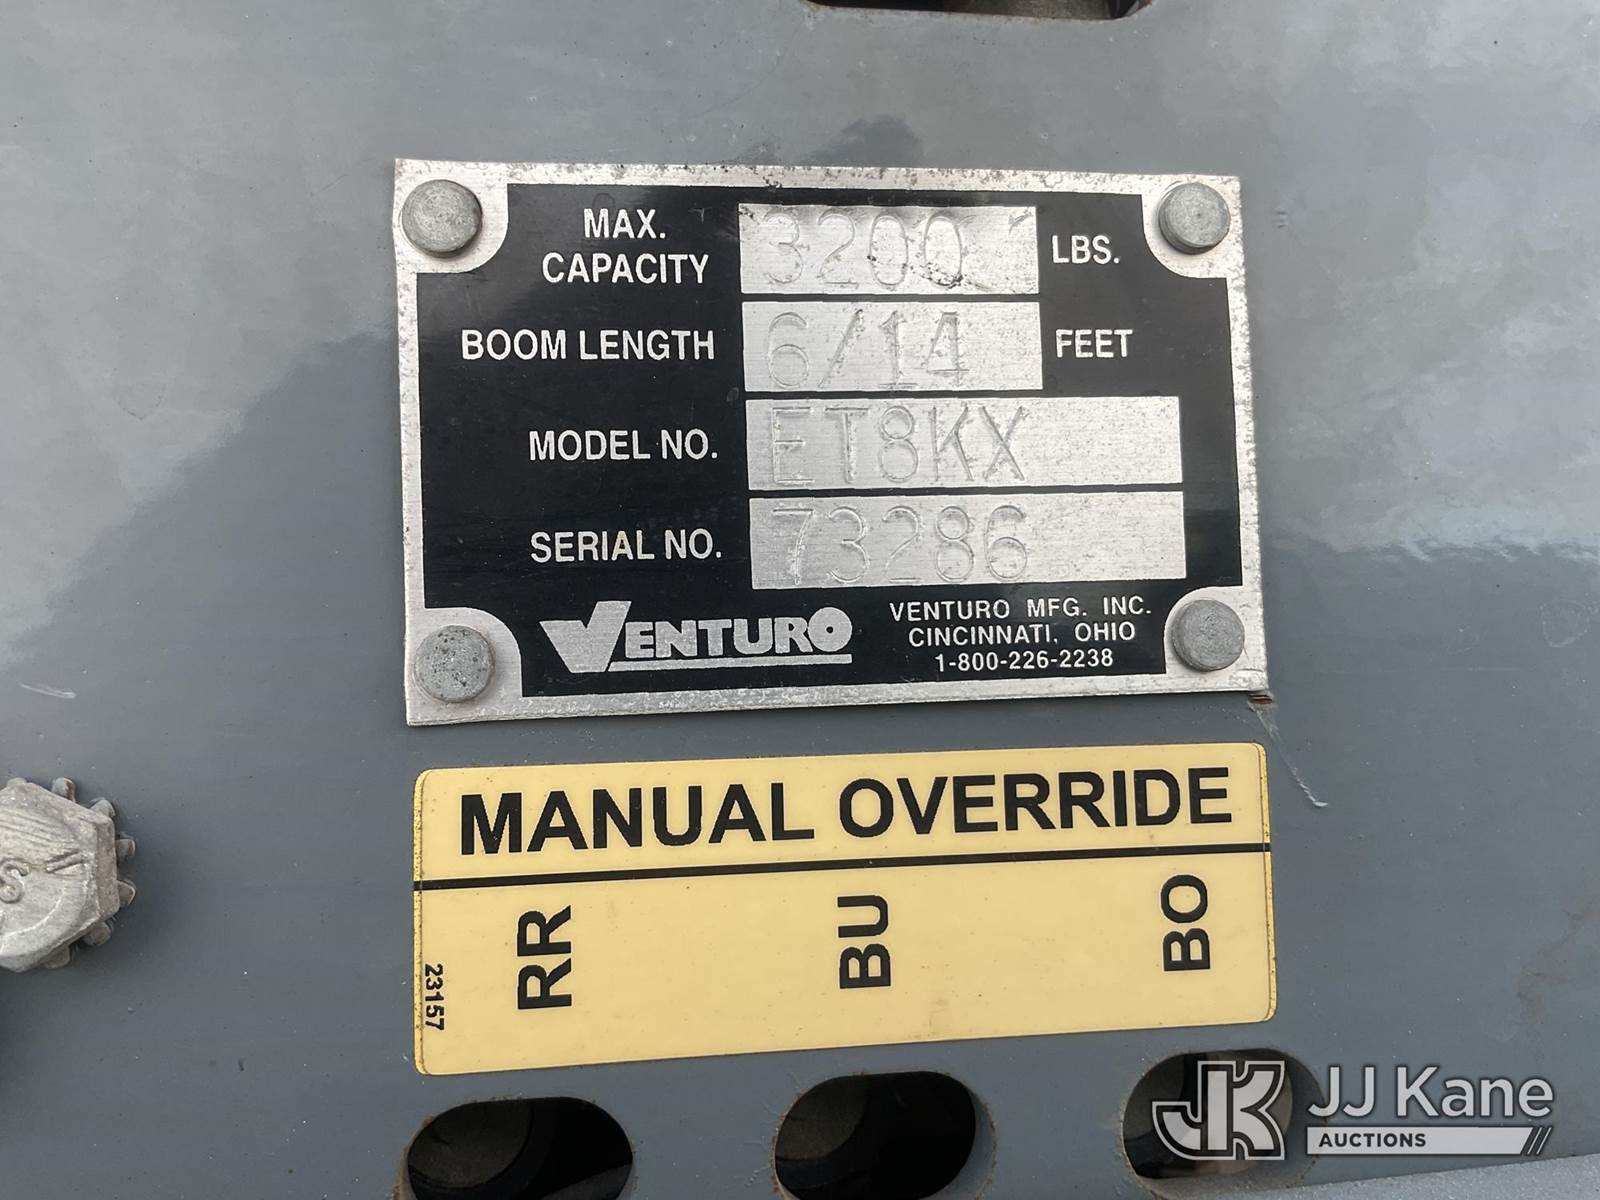 MAX. CAPACITY 3200 LBS.
BOOM LENGTH 6/14 FEET
MODEL NO. ET8KX
SERIAL NO. 73286
VENTURO
VENTURO MFG. INC.
CINCINNATI, OHIO
1-800-226-2238
MANUAL OVERRIDE
RR BU BO
23157
S
JK JJ Kane
AUCTIONS